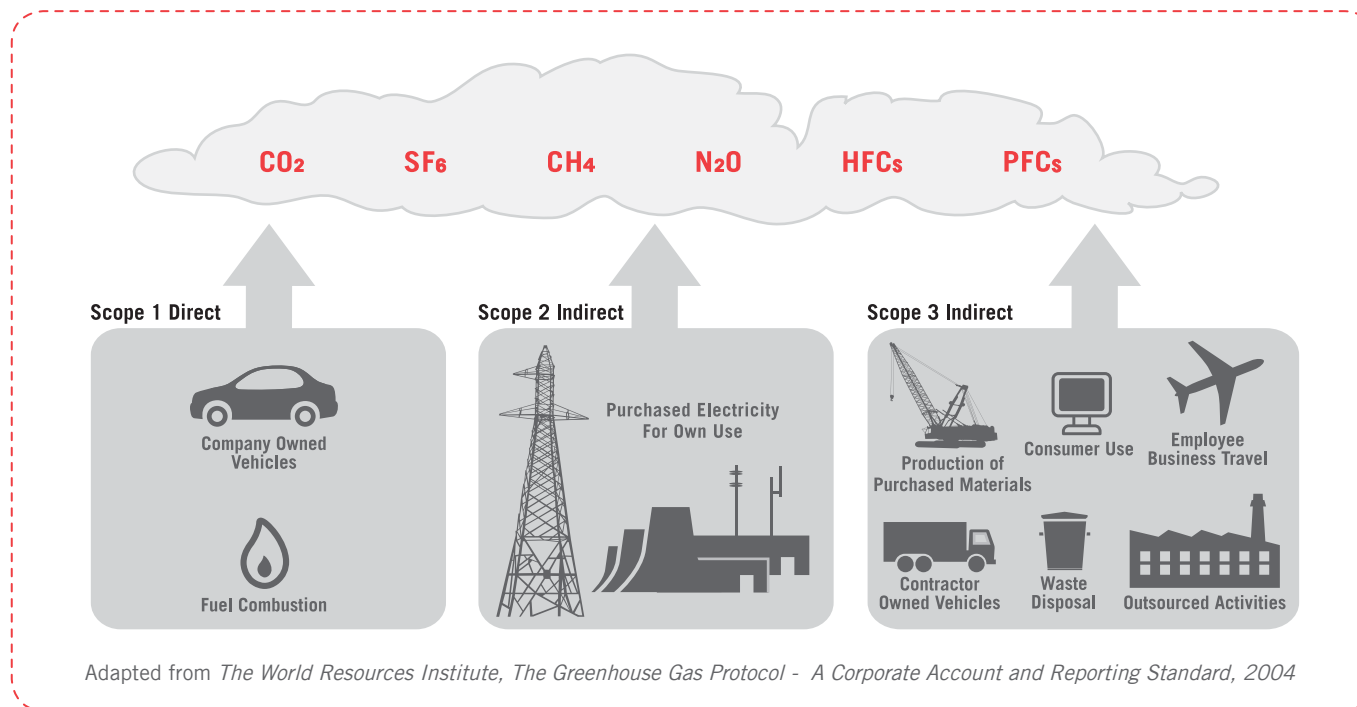 CO₂ SF₆ CH₄ N₂O HFCs PFCs
Scope 1 Direct
Company Owned
Vehicles
Fuel Combustion
Scope 2 Indirect
Purchased Electricity
For Own Use
Scope 3 Indirect
Production of
Purchased Materials
Consumer Use
Employee
Business Travel
Contractor
Owned Vehicles
Waste
Disposal
Outsourced Activities
Adapted from The World Resources Institute, The Greenhouse Gas Protocol - A Corporate Account and Reporting Standard, 2004